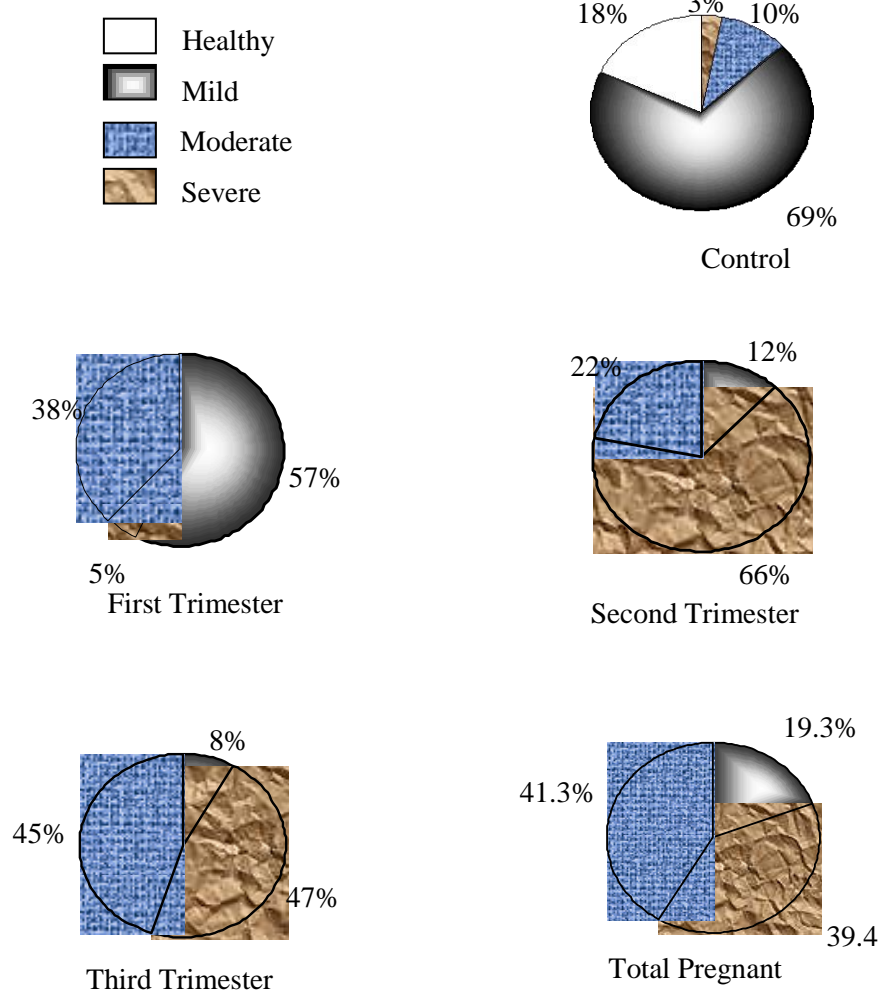 Healthy
Mild
Moderate
Severe
18%
3%
10%
69%
Control
38%
57%
5%
First Trimester
22%
12%
66%
Second Trimester
8%
45%
47%
Third Trimester
19.3%
41.3%
39.4
Total Pregnant